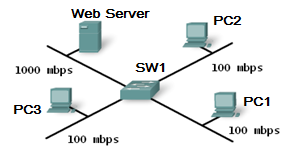 Web Server
PC2
SW1
1000 mbps
100 mbps
PC3
PC1
100 mbps
100 mbps